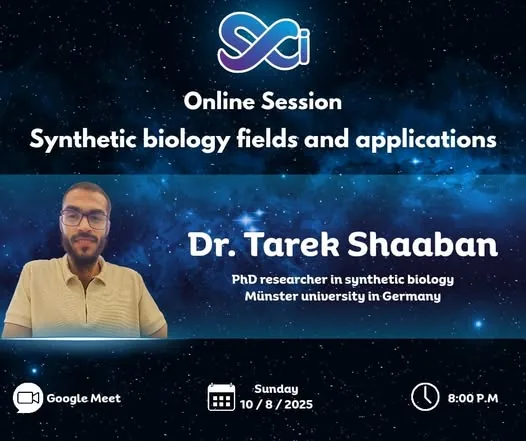 SCi
Online Session
Synthetic biology fields and applications
Dr. Tarek Shaaban
PhD researcher in synthetic biology
Münster university in Germany
Google Meet
Sunday
10 / 8 / 2025
8:00 P.M